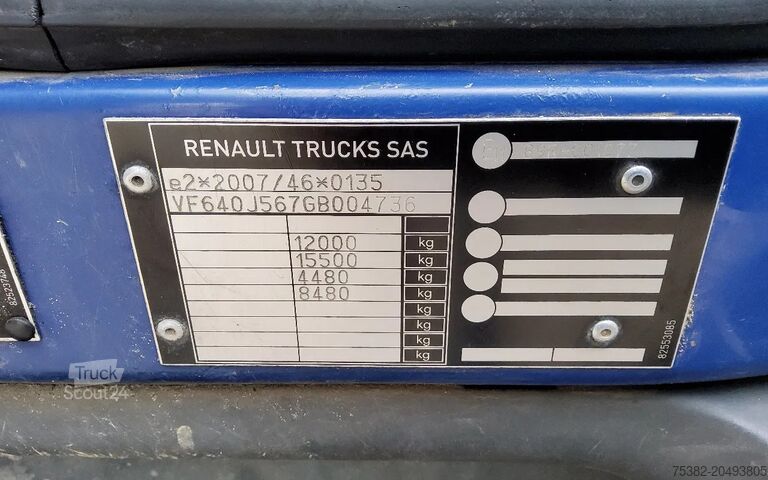 RENAULT TRUCKS SAS
e2*2007/46*0135
VF640J567GB004736
12000 kg
15500 kg
4480 kg
8480 kg
kg
kg
kg
kg
82553085
82523746
Truck
Scout24
75382-20493805